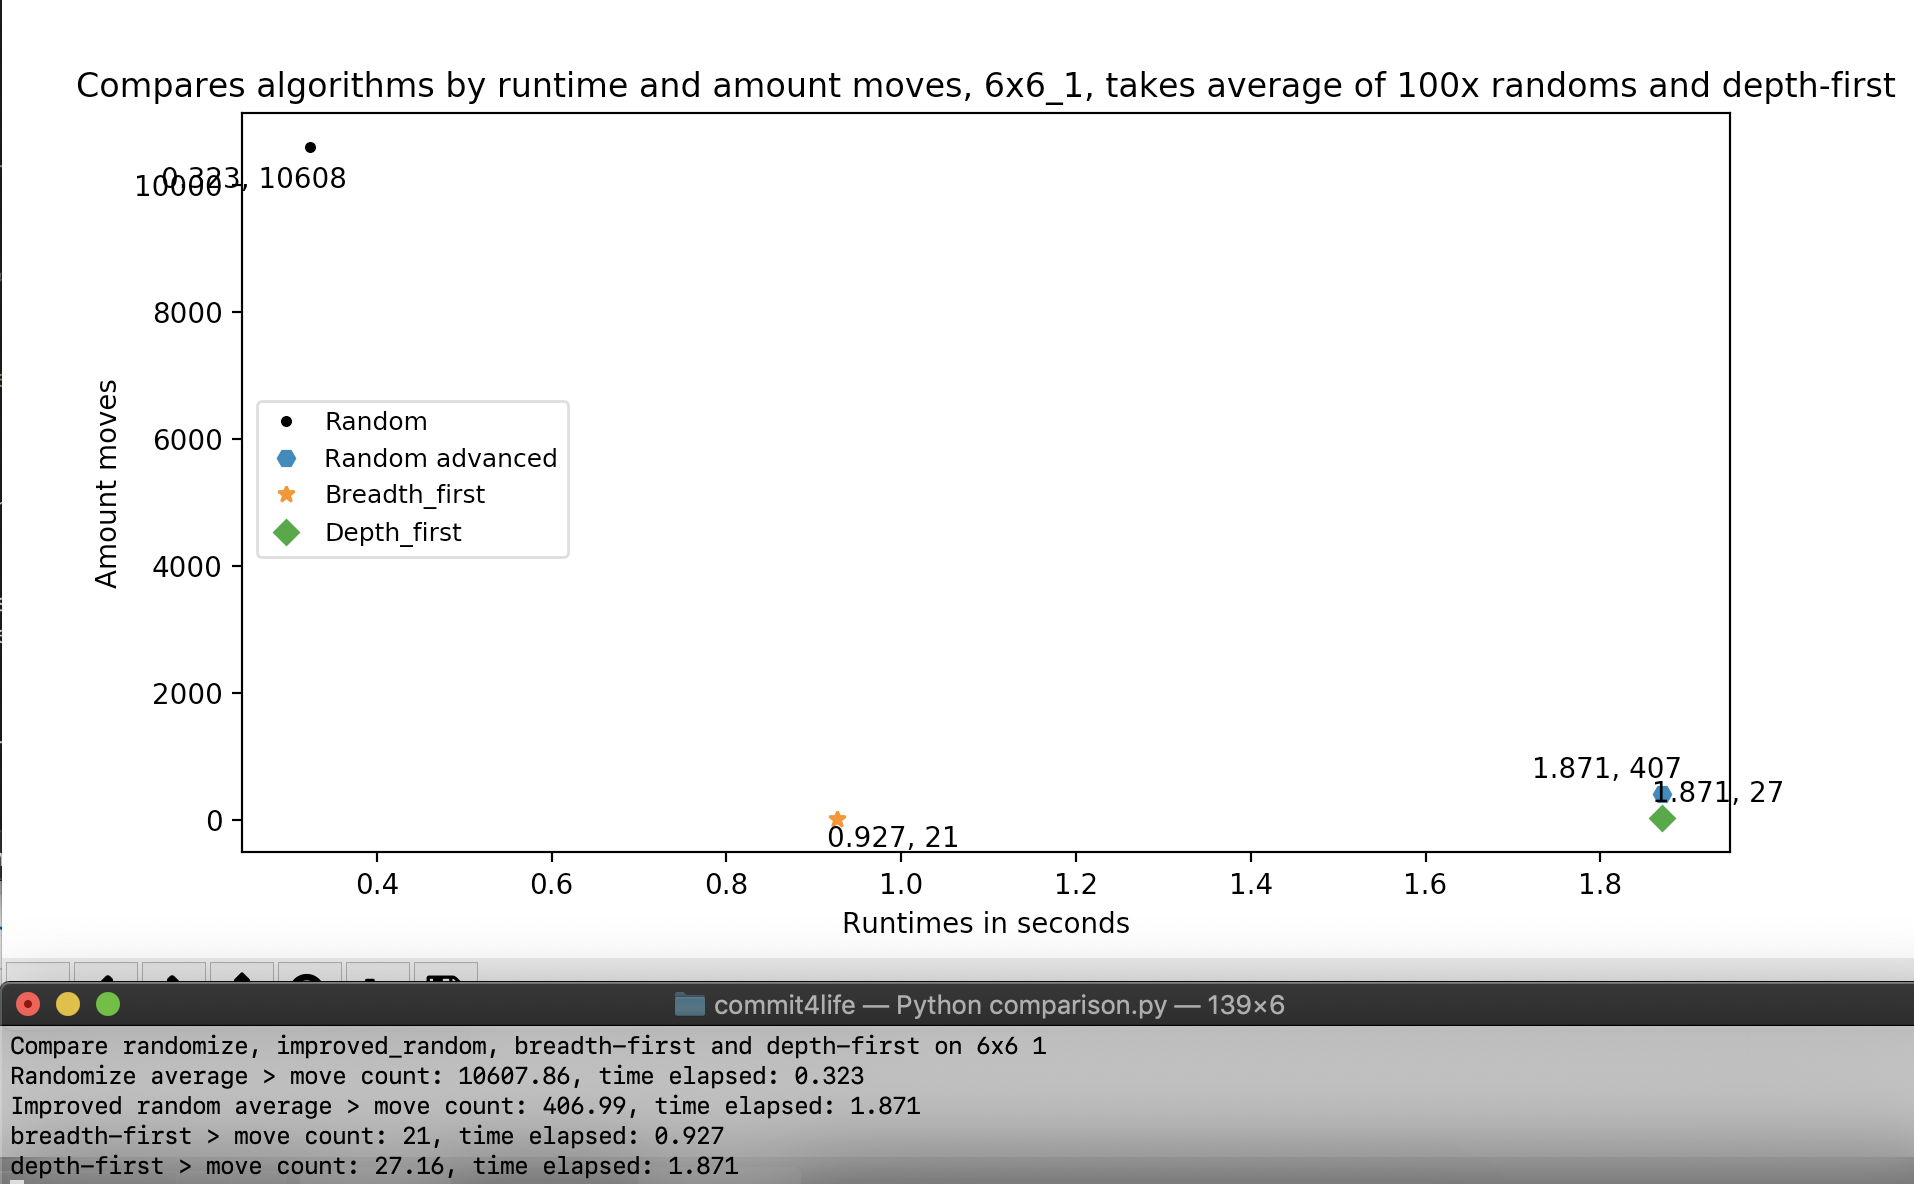 Compares algorithms by runtime and amount moves, 6x6_1, takes average of 100x randoms and depth-first
0.323, 10608
10000
8000
6000
4000
2000
0
Amount moves
Random
Random advanced
Breadth_first
Depth_first
1.871, 407
1.871, 27
0.927, 21
0.4 0.6 0.8 1.0 1.2 1.4 1.6 1.8
Runtimes in seconds
commit4life — Python comparison.py — 139×6
Compare randomize, improved_random, breadth-first and depth-first on 6x6 1
Randomize average > move count: 10607.86, time elapsed: 0.323
Improved random average > move count: 406.99, time elapsed: 1.871
breadth-first > move count: 21, time elapsed: 0.927
depth-first > move count: 27.16, time elapsed: 1.871